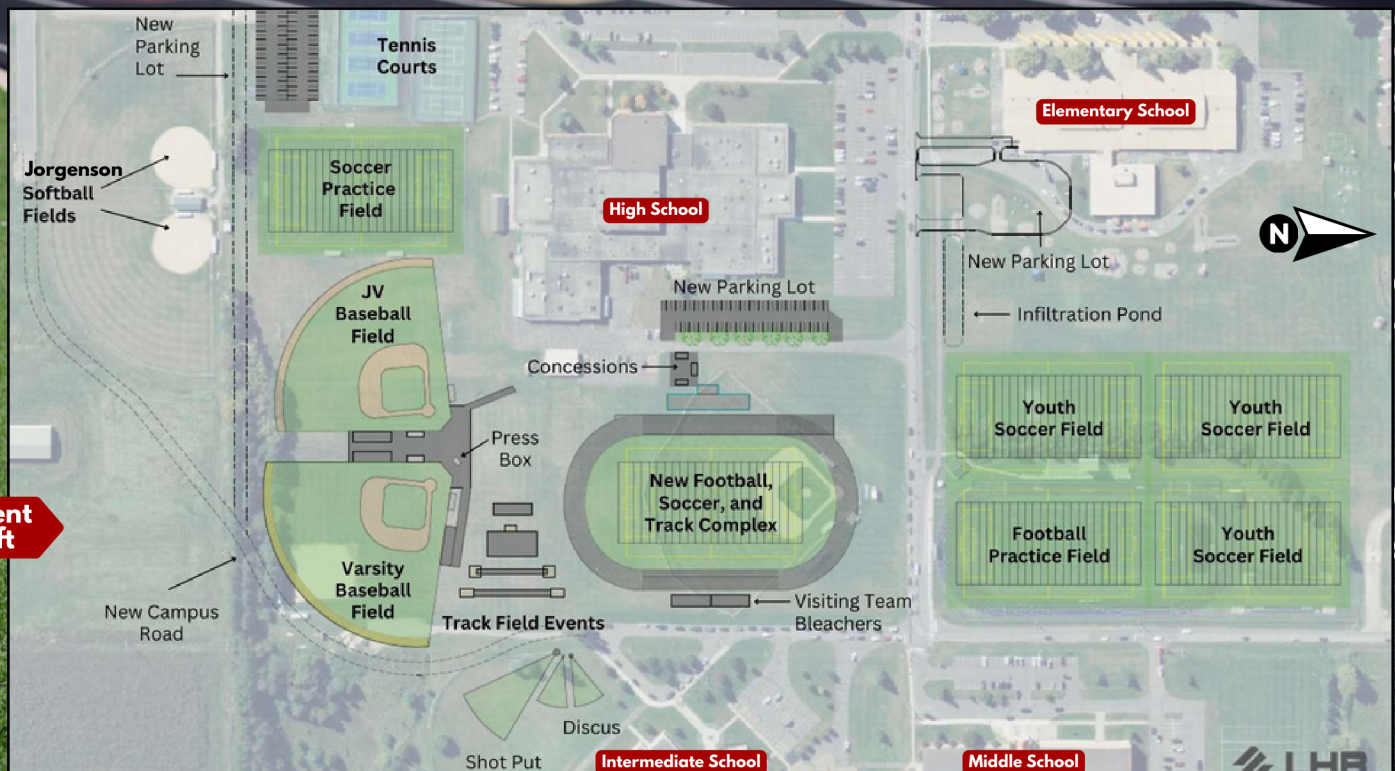 New
Parking
Lot
Tennis
Courts
Elementary School
Jorgenson
Softball
Fields
Soccer
Practice
Field
High School
N
New Parking Lot
New Parking Lot
Infiltration Pond
JV
Baseball
Field
Concessions
Press
Box
Youth
Soccer Field
Youth
Soccer Field
New Football,
Soccer, and
Track Complex
ent
ft
Football
Practice Field
Youth
Soccer Field
Varsity
Baseball
Field
New Campus
Road
Track Field Events
Visiting Team
Bleachers
Discus
Shot Put
Intermediate School
Middle School
LHB